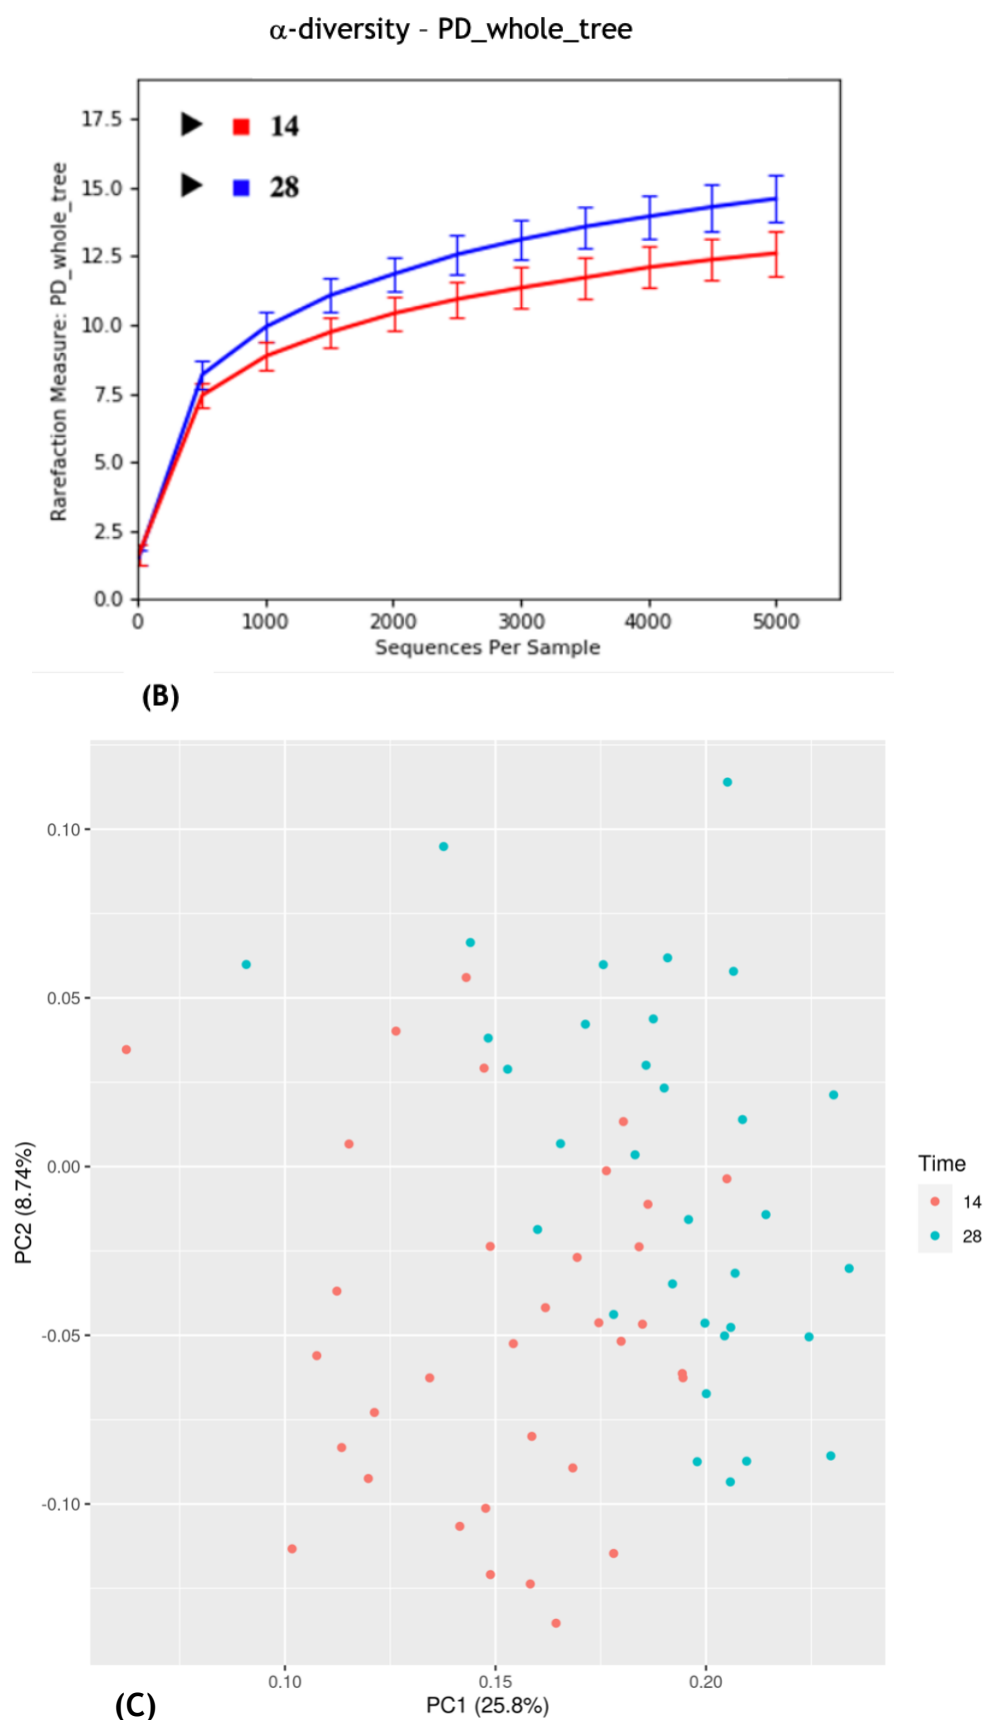 α-diversity - PD_whole_tree
17.5
15.0
12.5
10.0
7.5
5.0
2.5
0.0
Rarefaction Measure: PD_whole_tree
14
28
0 1000 2000 3000 4000 5000
Sequences Per Sample
(B)
0.10
0.05
0.00
-0.05
-0.10
PC2 (8.74%)
Time
14
28
0.10 0.15 0.20
PC1 (25.8%)
(C)